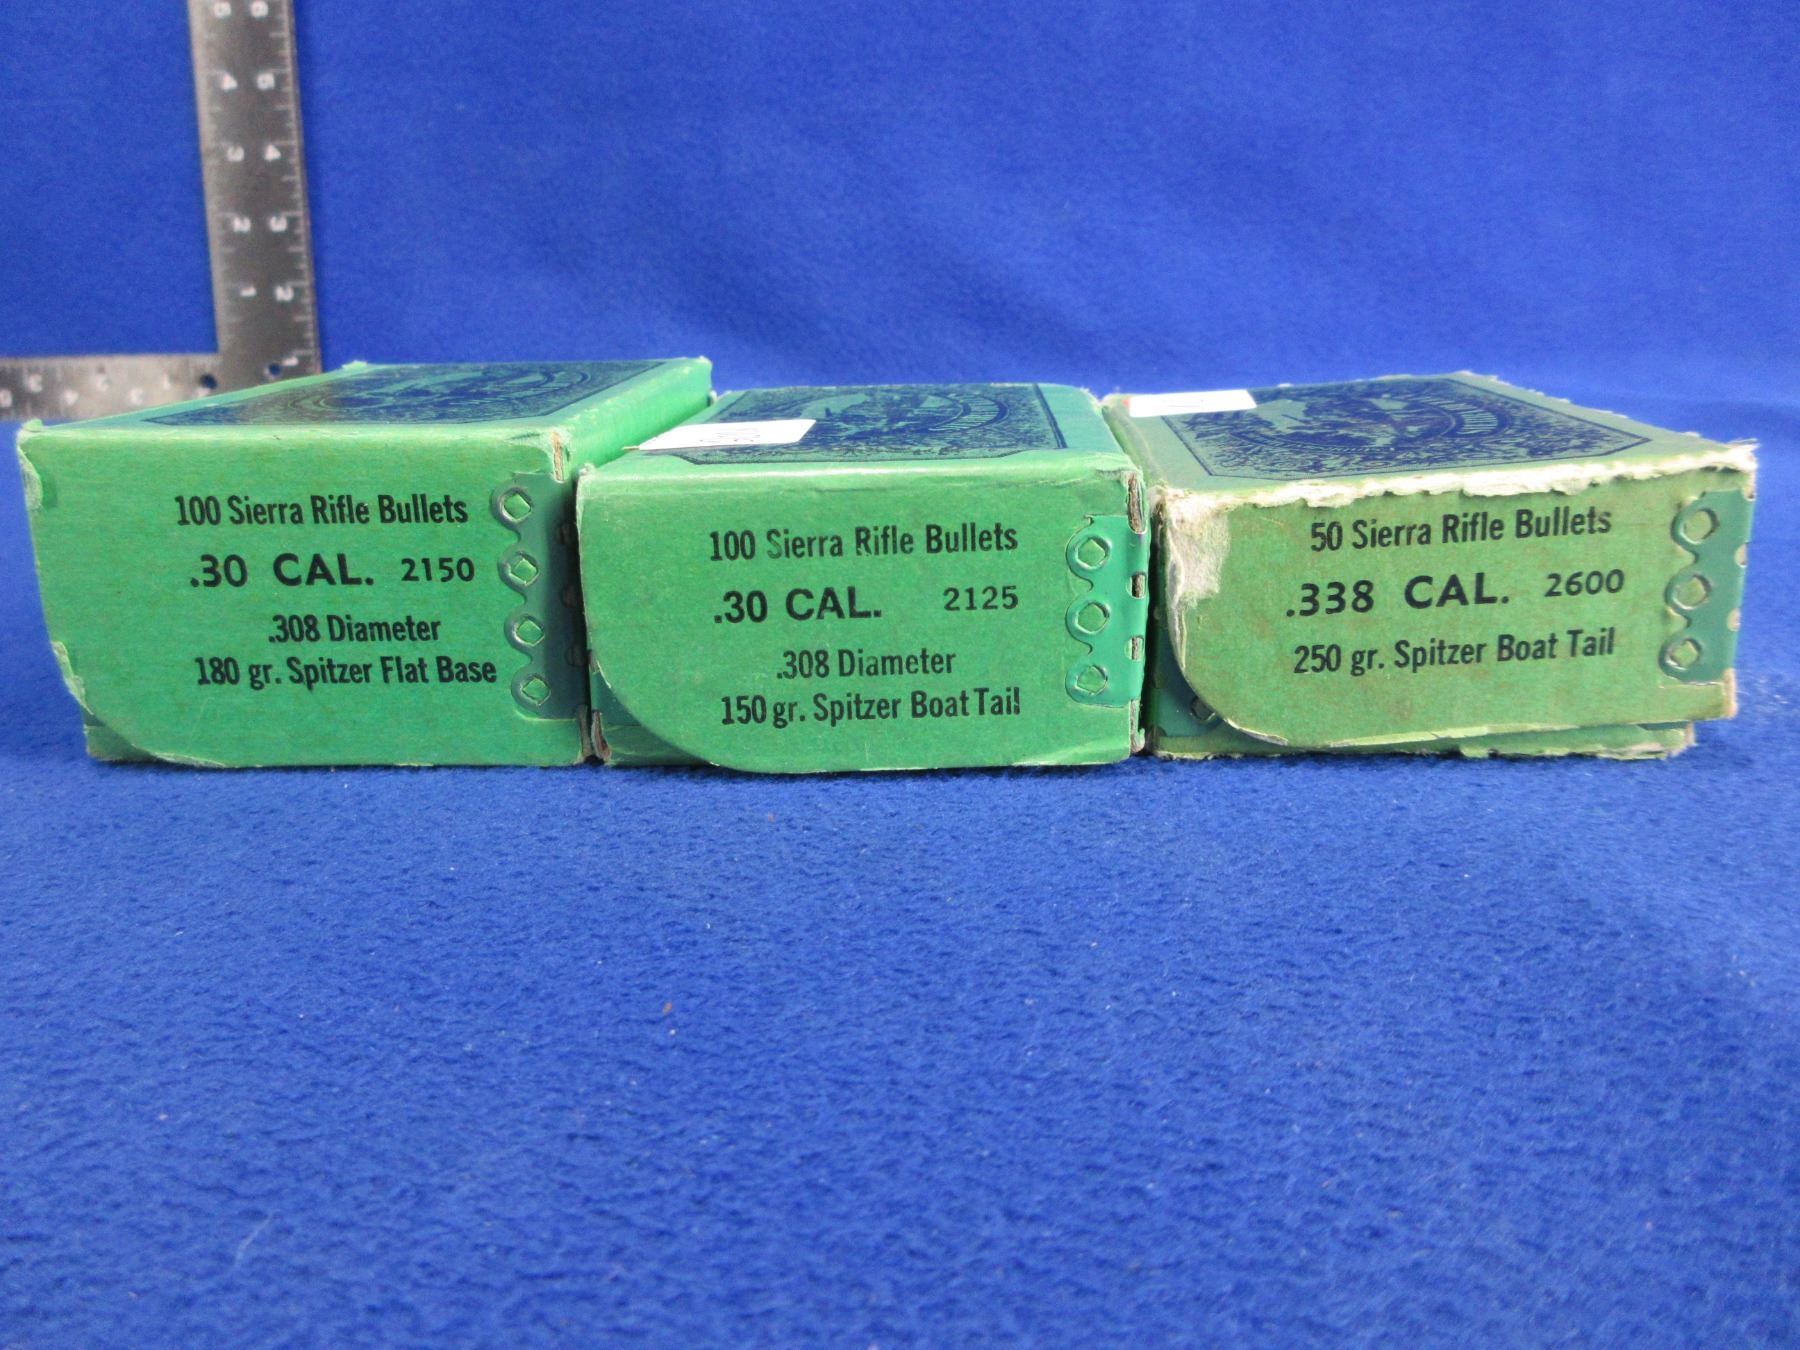 100 Sierra Rifle Bullets
.30 CAL. 2150
.308 Diameter
180 gr. Spitzer Flat Base
100 Sierra Rifle Bullets
.30 CAL. 2125
.308 Diameter
150 gr. Spitzer Boat Tail
50 Sierra Rifle Bullets
.338 CAL. 2600
250 gr. Spitzer Boat Tail